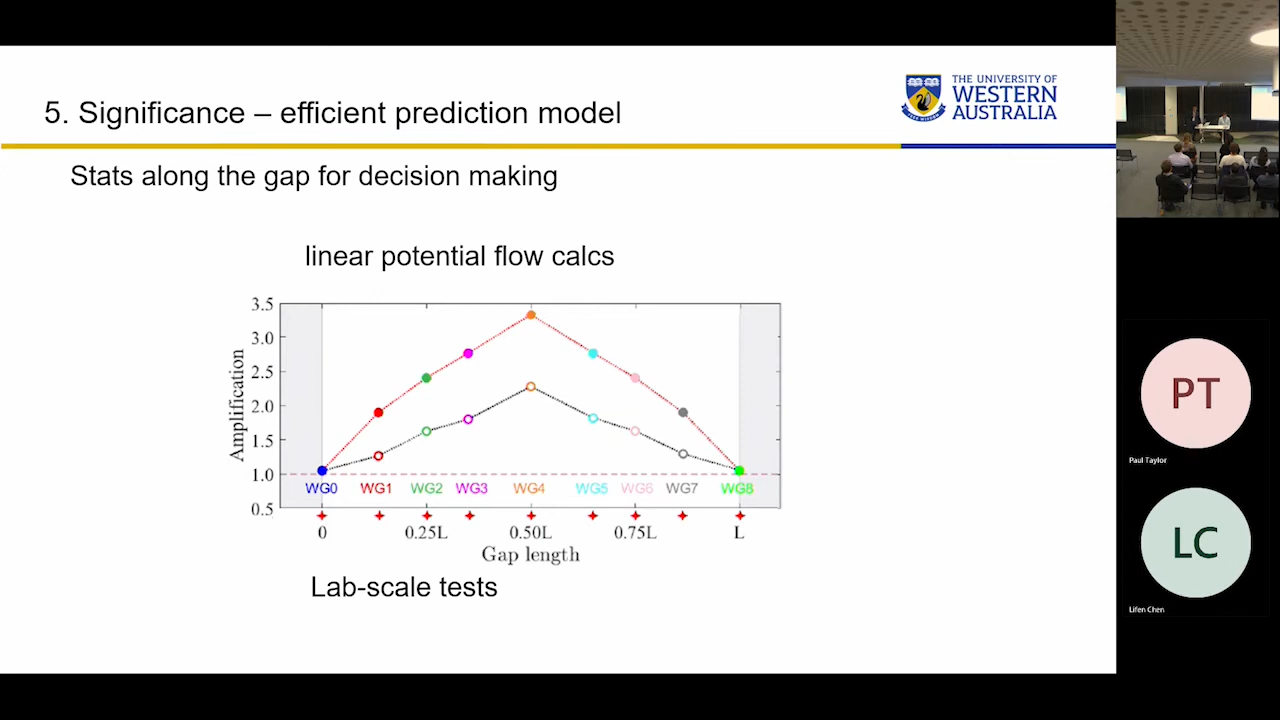 5. Significance – efficient prediction model
THE UNIVERSITY OF
WESTERN
AUSTRALIA
Stats along the gap for decision making
linear potential flow calcs
3.5
3.0
2.5
2.0
1.5
1.0
0.5
Amplification
WG0 WG1 WG2 WG3 WG4 WG5 WG6 WG7 WG8
0 0.25L 0.50L 0.75L L
Gap length
Lab-scale tests
PT
Paul Taylor
LC
Lifen Chen